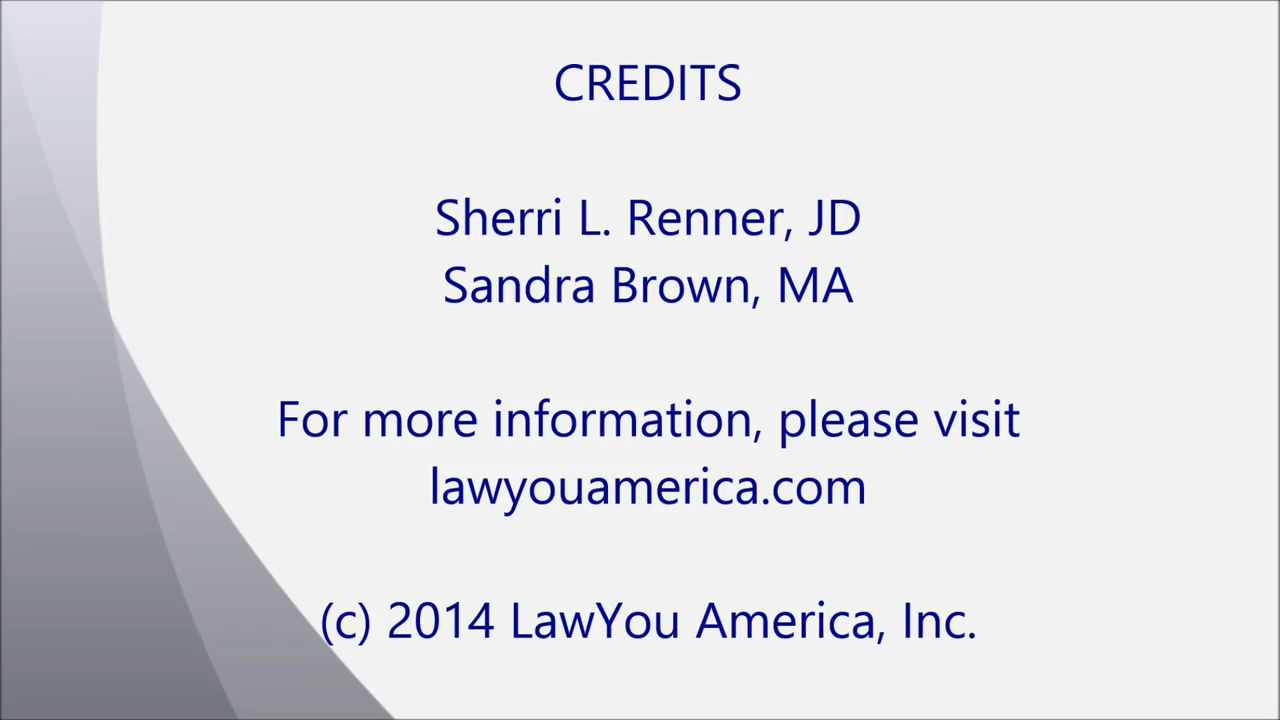 CREDITS
Sherri L. Renner, JD
Sandra Brown, MA
For more information, please visit
lawyouamerica.com
(c) 2014 LawYou America, Inc.